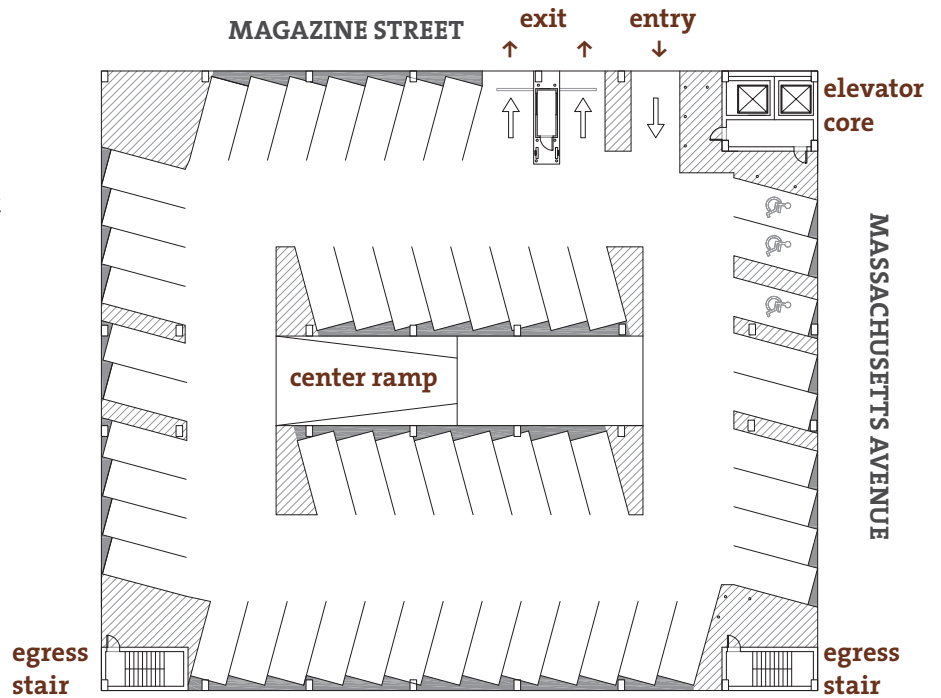 MAGAZINE STREET
exit
entry
elevator
core
MASSACHUSETTS AVENUE
center ramp
egress
stair
egress
stair